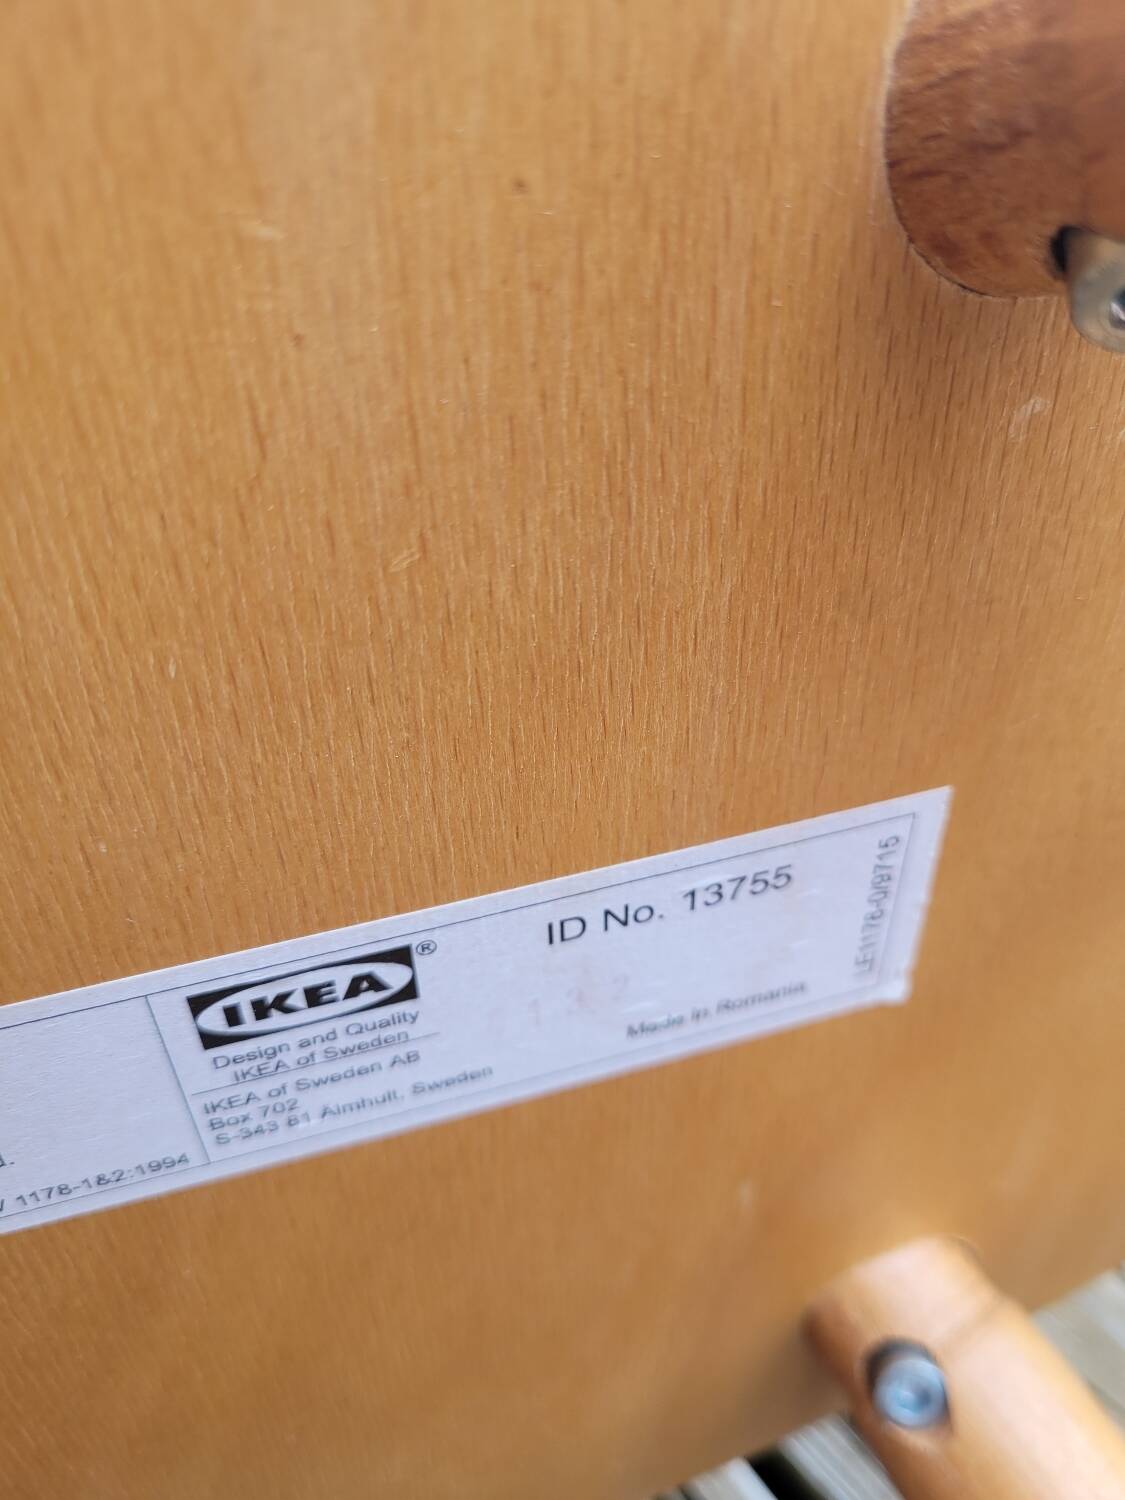 IKEA ®
Design and Quality
IKEA of Sweden
IKEA of Sweden AB
Box 702
S-343 81 Älmhult, Sweden
ID No. 13755
Made in Romania
1178-1&2:1994